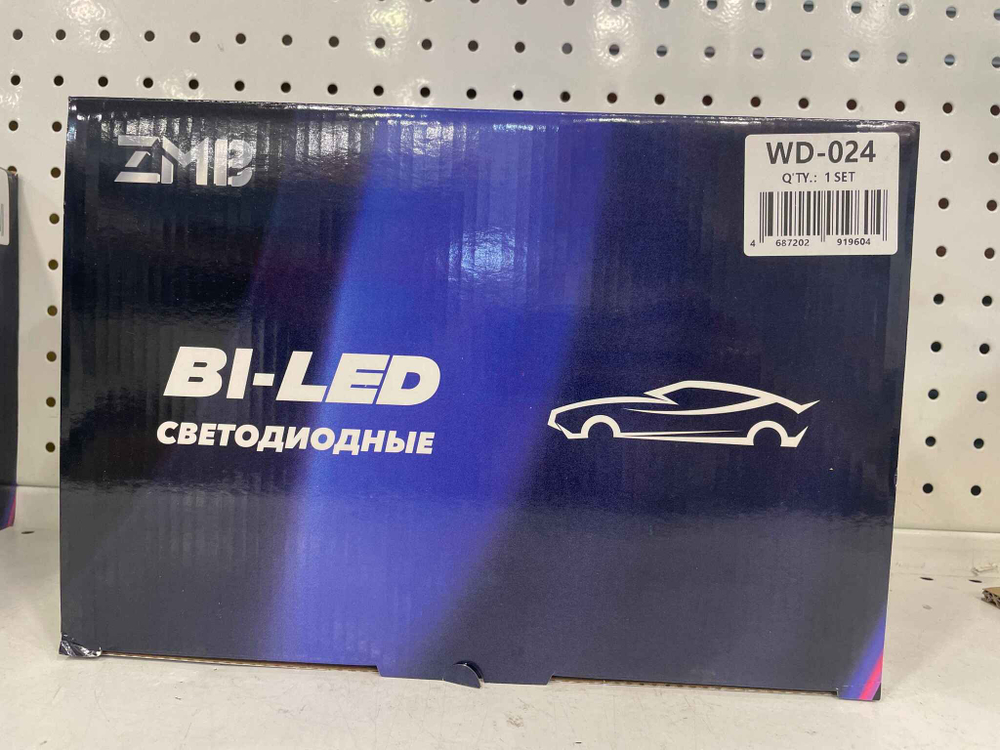 ZMB
WD-024
Q'TY.: 1 SET
4 687202 919604
BI-LED
СВЕТОДИОДНЫЕ